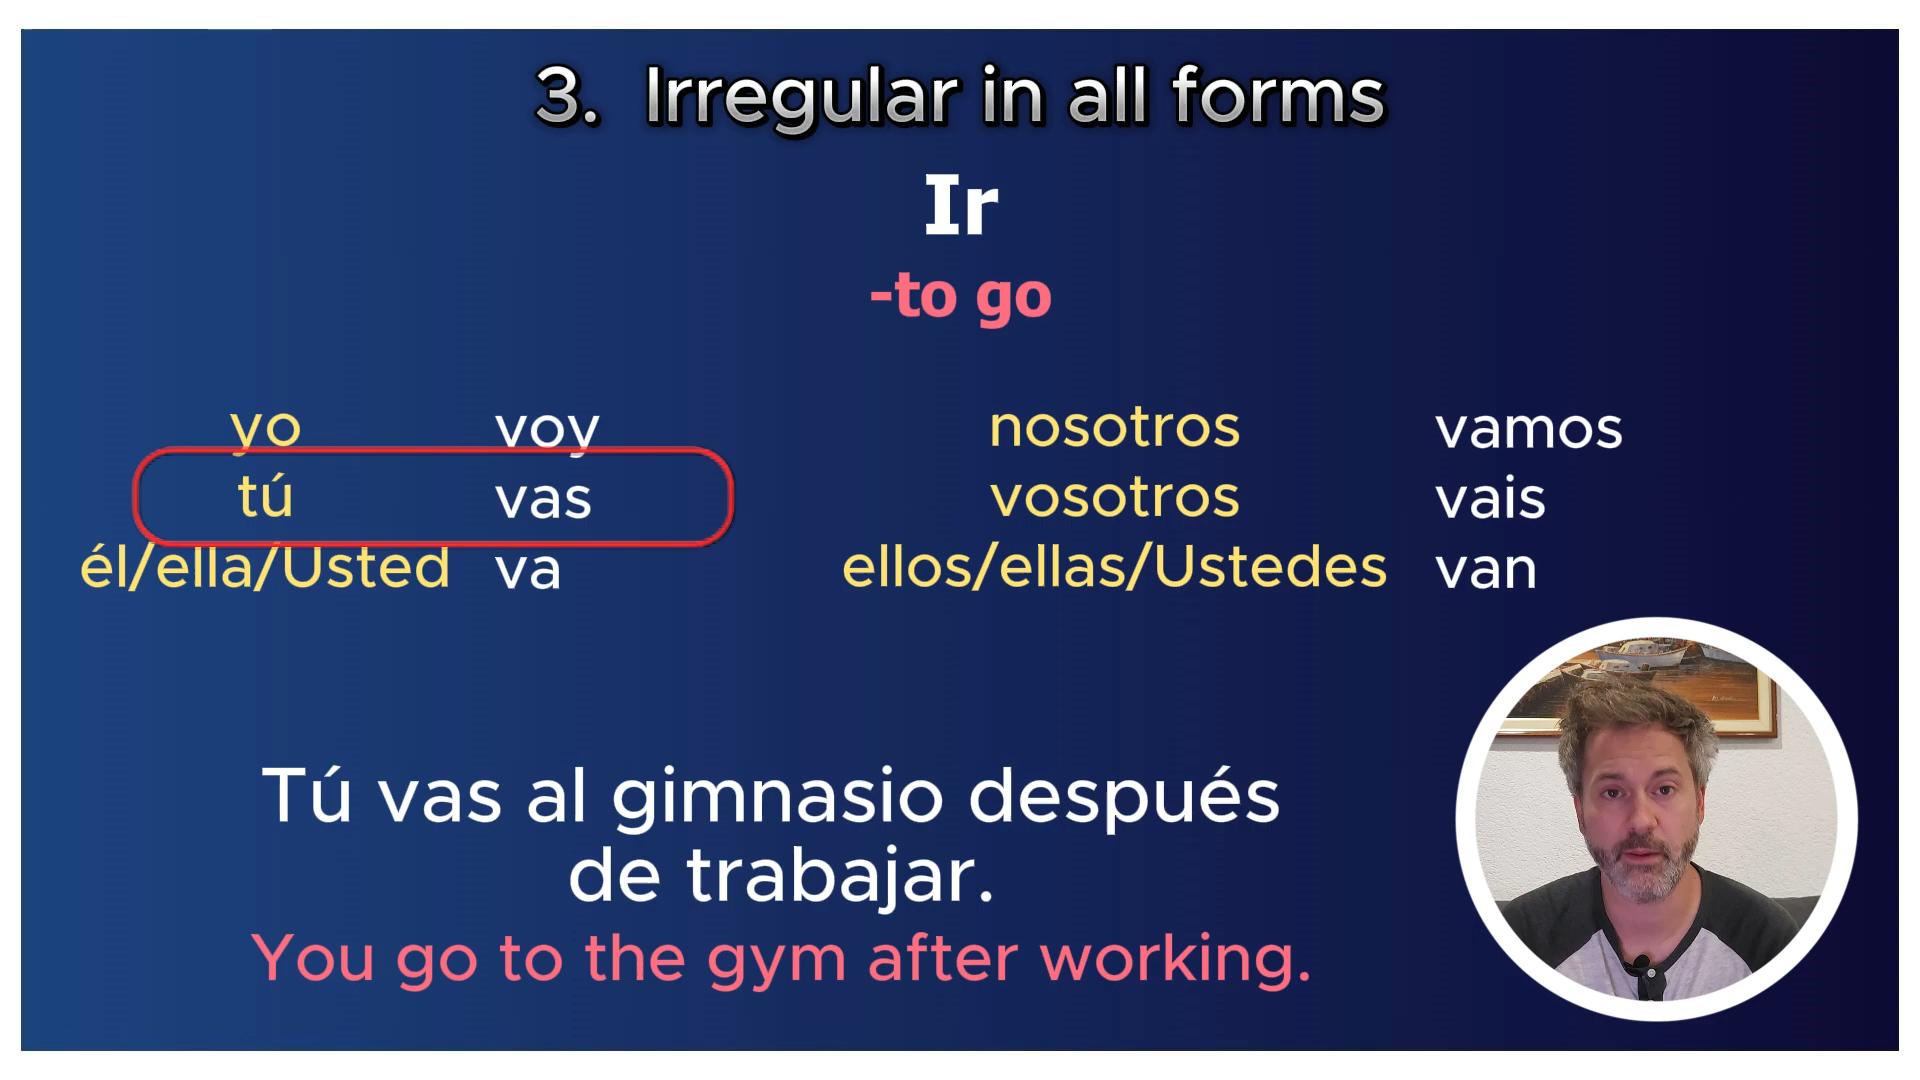 3. Irregular in all forms
Ir
-to go
yo voy nosotros vamos
tú vas vosotros vais
él/ella/Usted va ellos/ellas/Ustedes van
Tú vas al gimnasio después
de trabajar.
You go to the gym after working.